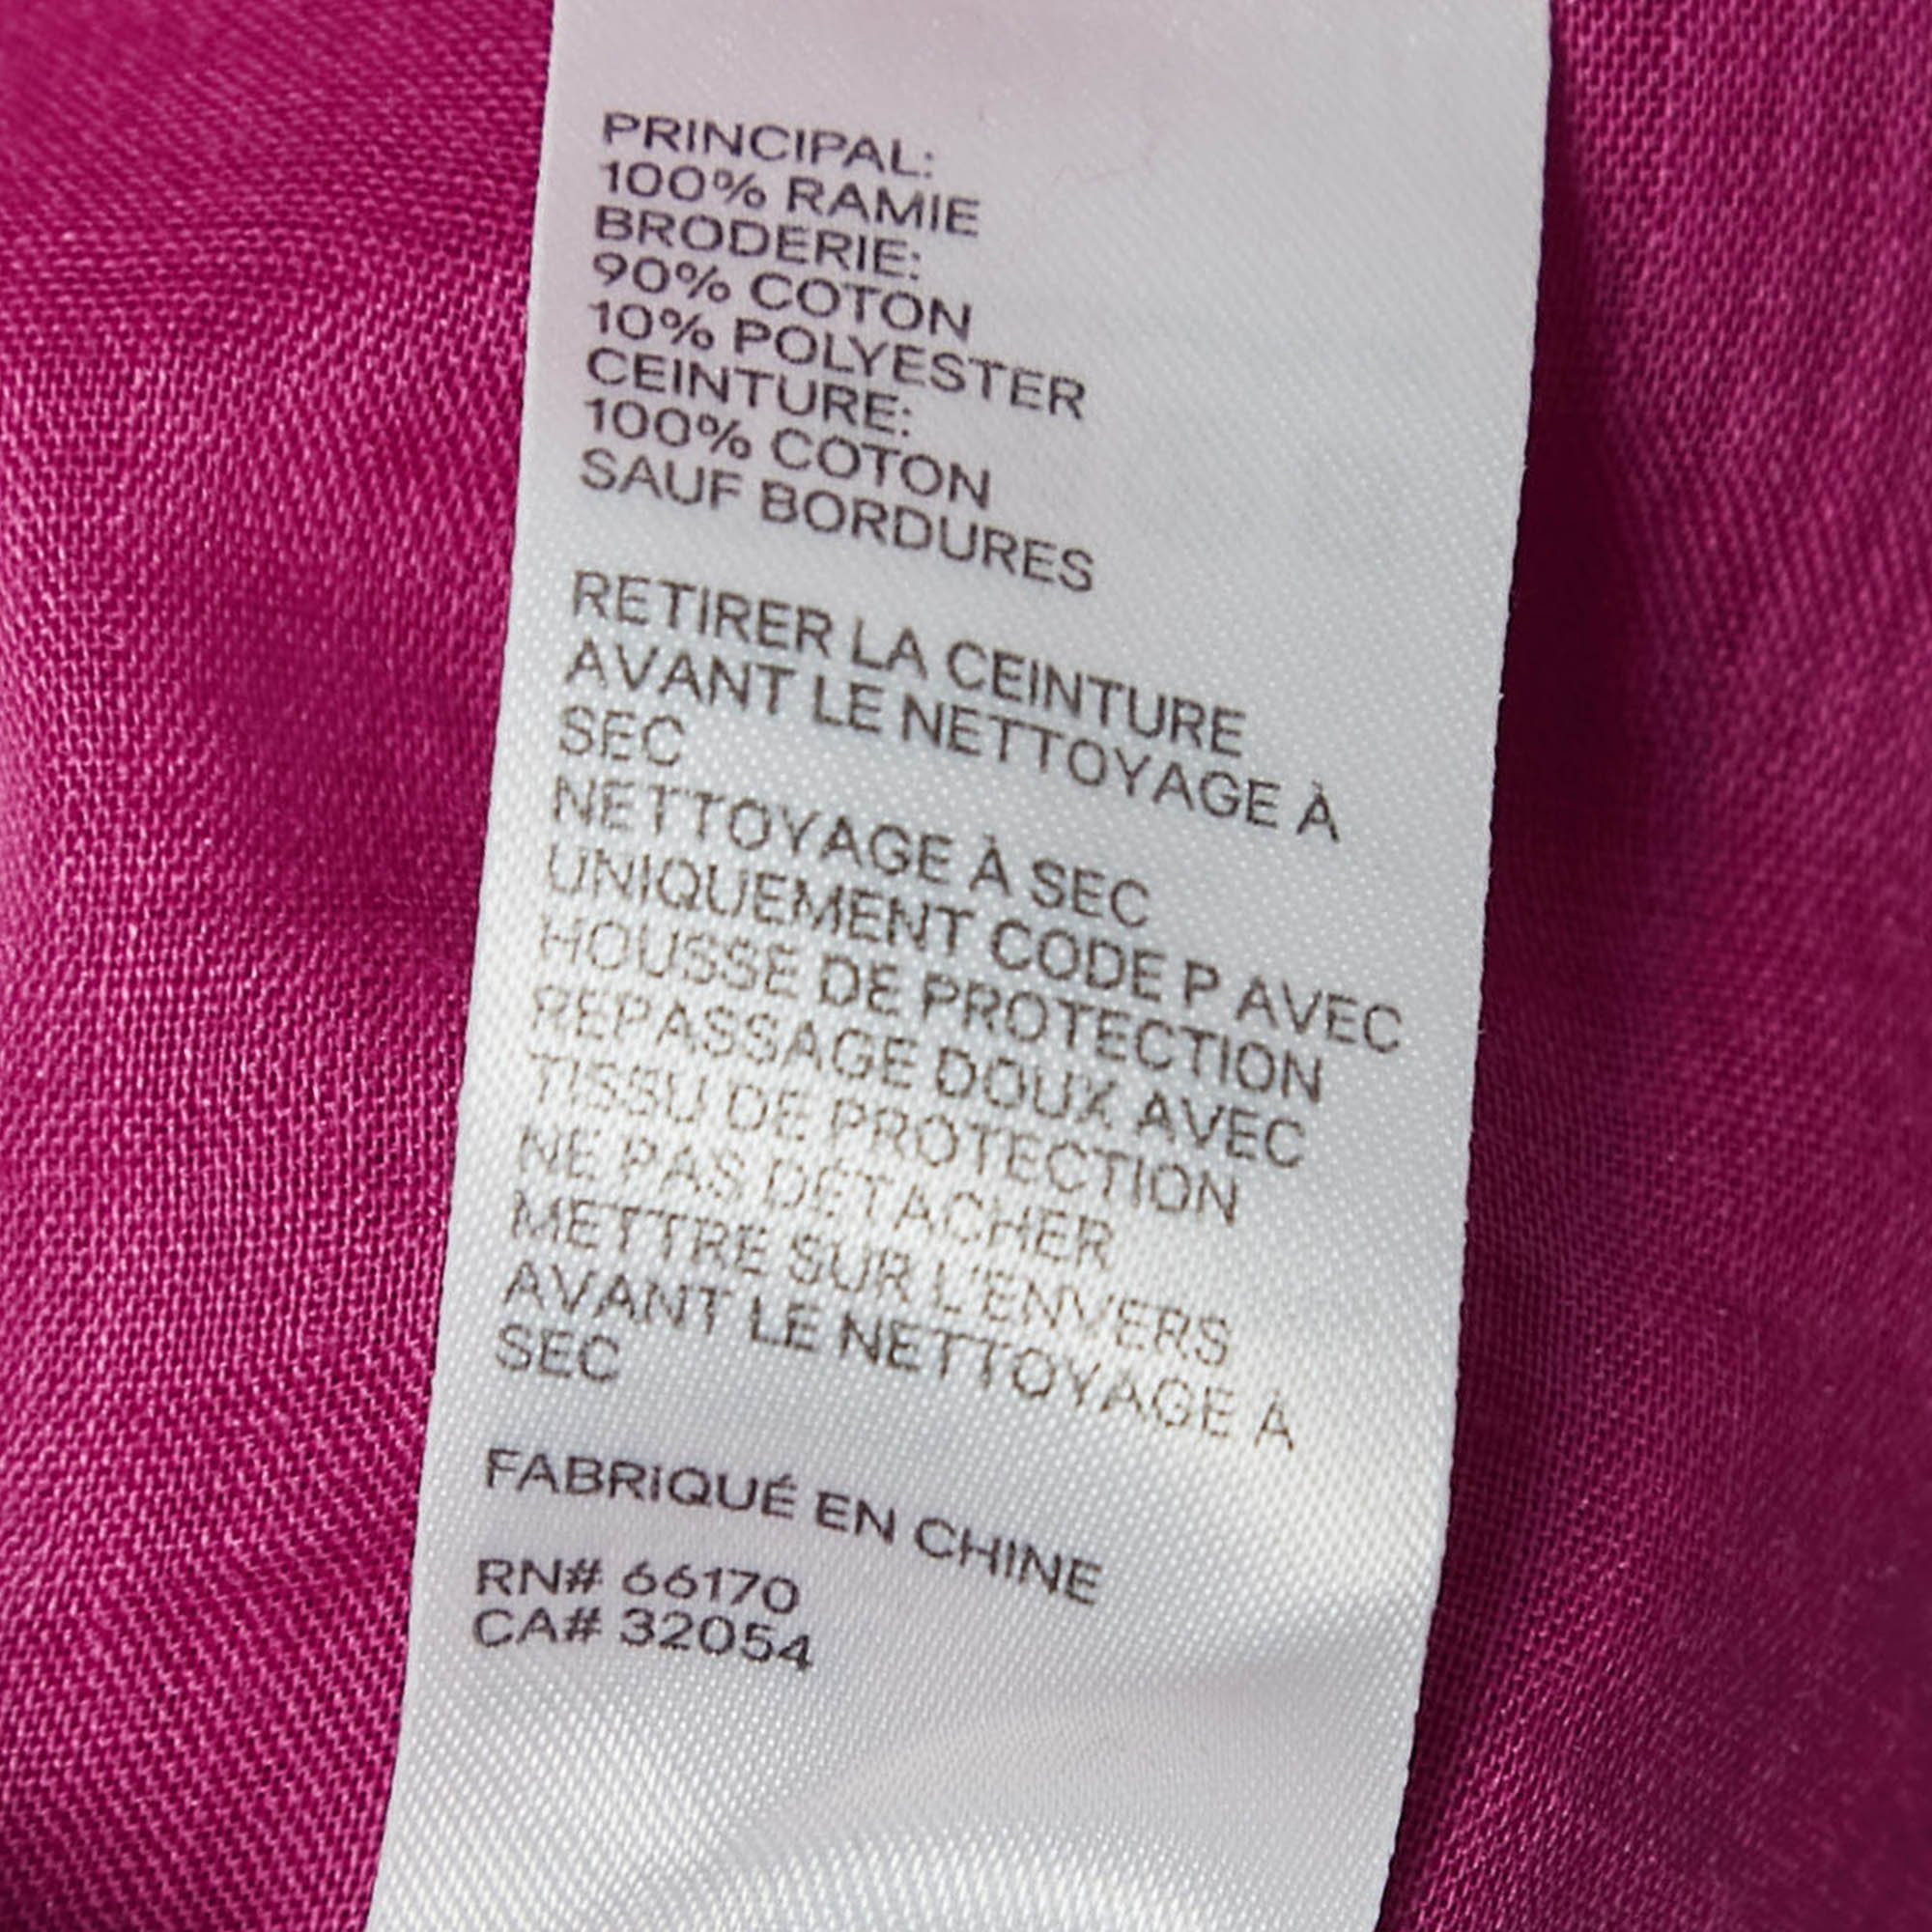 PRINCIPAL:
100% RAMIE
BRODERIE:
90% COTON
10% POLYESTER
CEINTURE:
100% COTON
SAUF BORDURES
RETIRER LA CEINTURE
AVANT LE NETTOYAGE À
SEC
NETTOYAGE À SEC
UNIQUEMENT CODE P AVEC
HOUSSE DE PROTECTION
REPASSAGE DOUX AVEC
TISSU DE PROTECTION
NE PAS DÉTACHER
METTRE SUR L'ENVERS
AVANT LE NETTOYAGE À
SEC
FABRIQUÉ EN CHINE
RN# 66170
CA# 32054